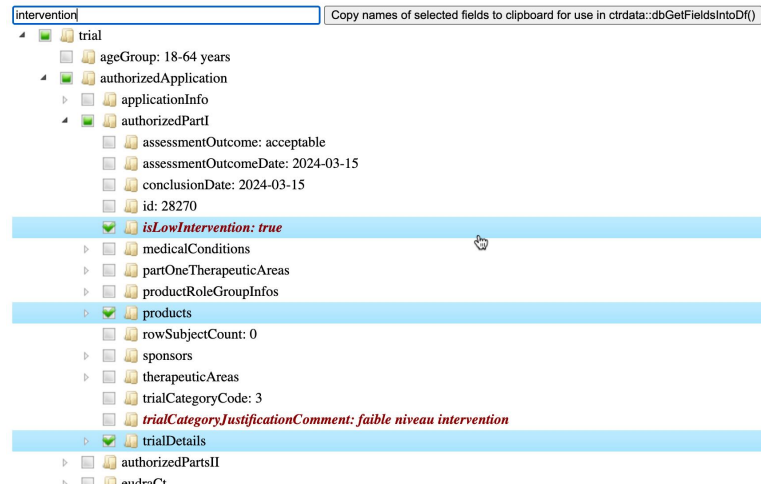 intervention
Copy names of selected fields to clipboard for use in ctrdata::dbGetFieldsIntoDf()
trial
ageGroup: 18-64 years
authorizedApplication
applicationInfo
authorizedPartI
assessmentOutcome: acceptable
assessmentOutcomeDate: 2024-03-15
conclusionDate: 2024-03-15
id: 28270
isLowIntervention: true
medicalConditions
partOneTherapeuticAreas
productRoleGroupInfos
products
rowSubjectCount: 0
sponsors
therapeuticAreas
trialCategoryCode: 3
trialCategoryJustificationComment: faible niveau intervention
trialDetails
authorizedPartsII
eudraCt